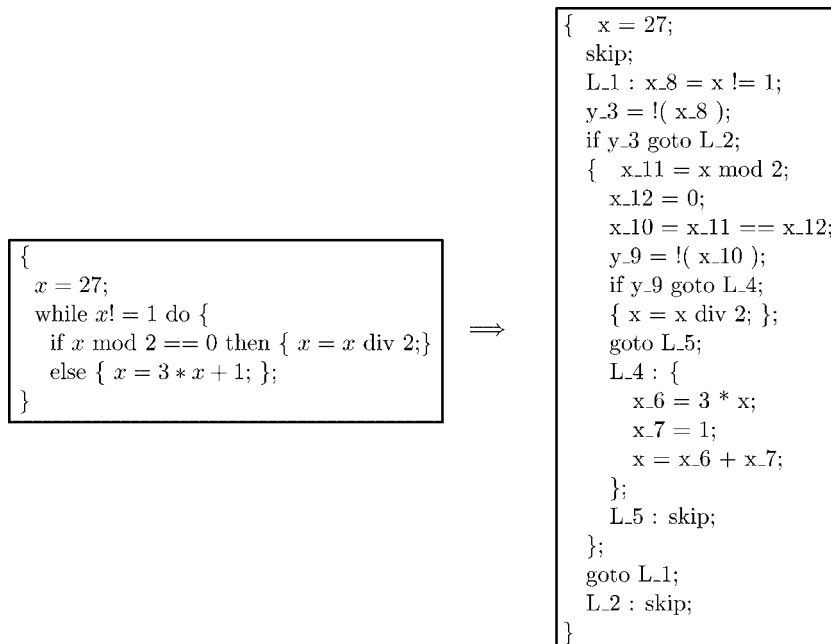 {
x = 27;
while x! = 1 do {
if x mod 2 == 0 then { x = x div 2;}
else { x = 3 ∗ x + 1; };
}
⟹
{ x = 27;
skip;
L_1 : x_8 = x != 1;
y_3 = !( x_8 );
if y_3 goto L_2;
{ x_11 = x mod 2;
x_12 = 0;
x_10 = x_11 == x_12;
y_9 = !( x_10 );
if y_9 goto L_4;
{ x = x div 2; };
goto L_5;
L_4 : {
x_6 = 3 * x;
x_7 = 1;
x = x_6 + x_7;
};
L_5 : skip;
};
goto L_1;
L_2 : skip;
}